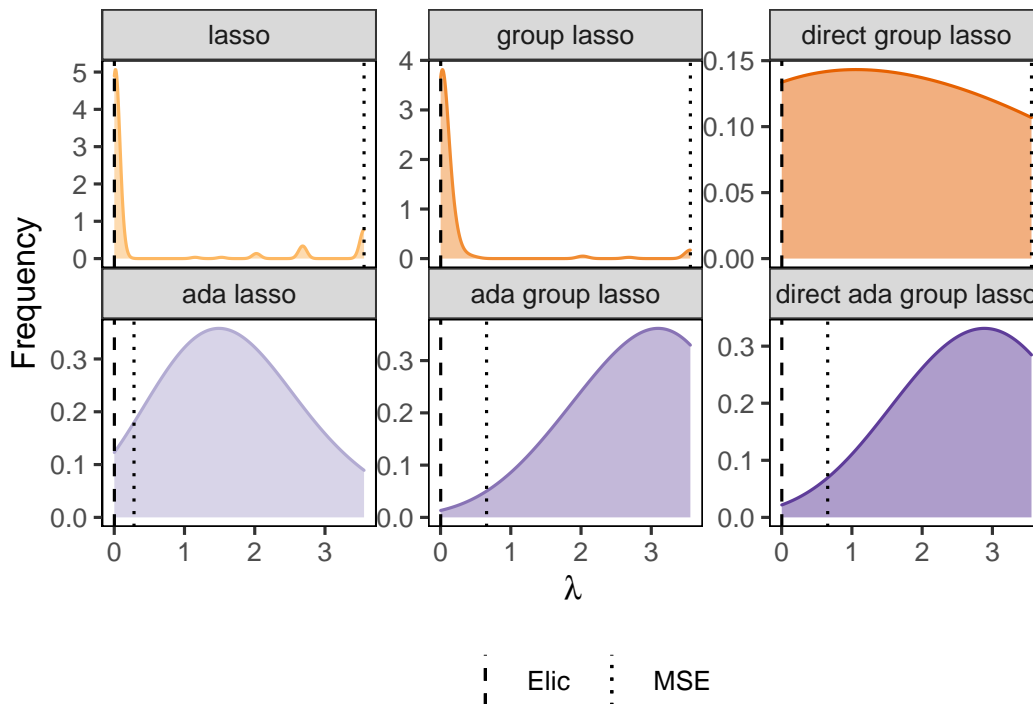 lasso
group lasso
direct group lasso
5
4
3
2
1
0
4
3
2
1
0
0.15
0.10
0.05
0.00
Frequency
ada lasso
ada group lasso
direct ada group lasso
0.3
0.2
0.1
0.0
0.3
0.2
0.1
0.0
0.3
0.2
0.1
0.0
0 1 2 3
0 1 2 3
0 1 2 3
λ
Elic MSE